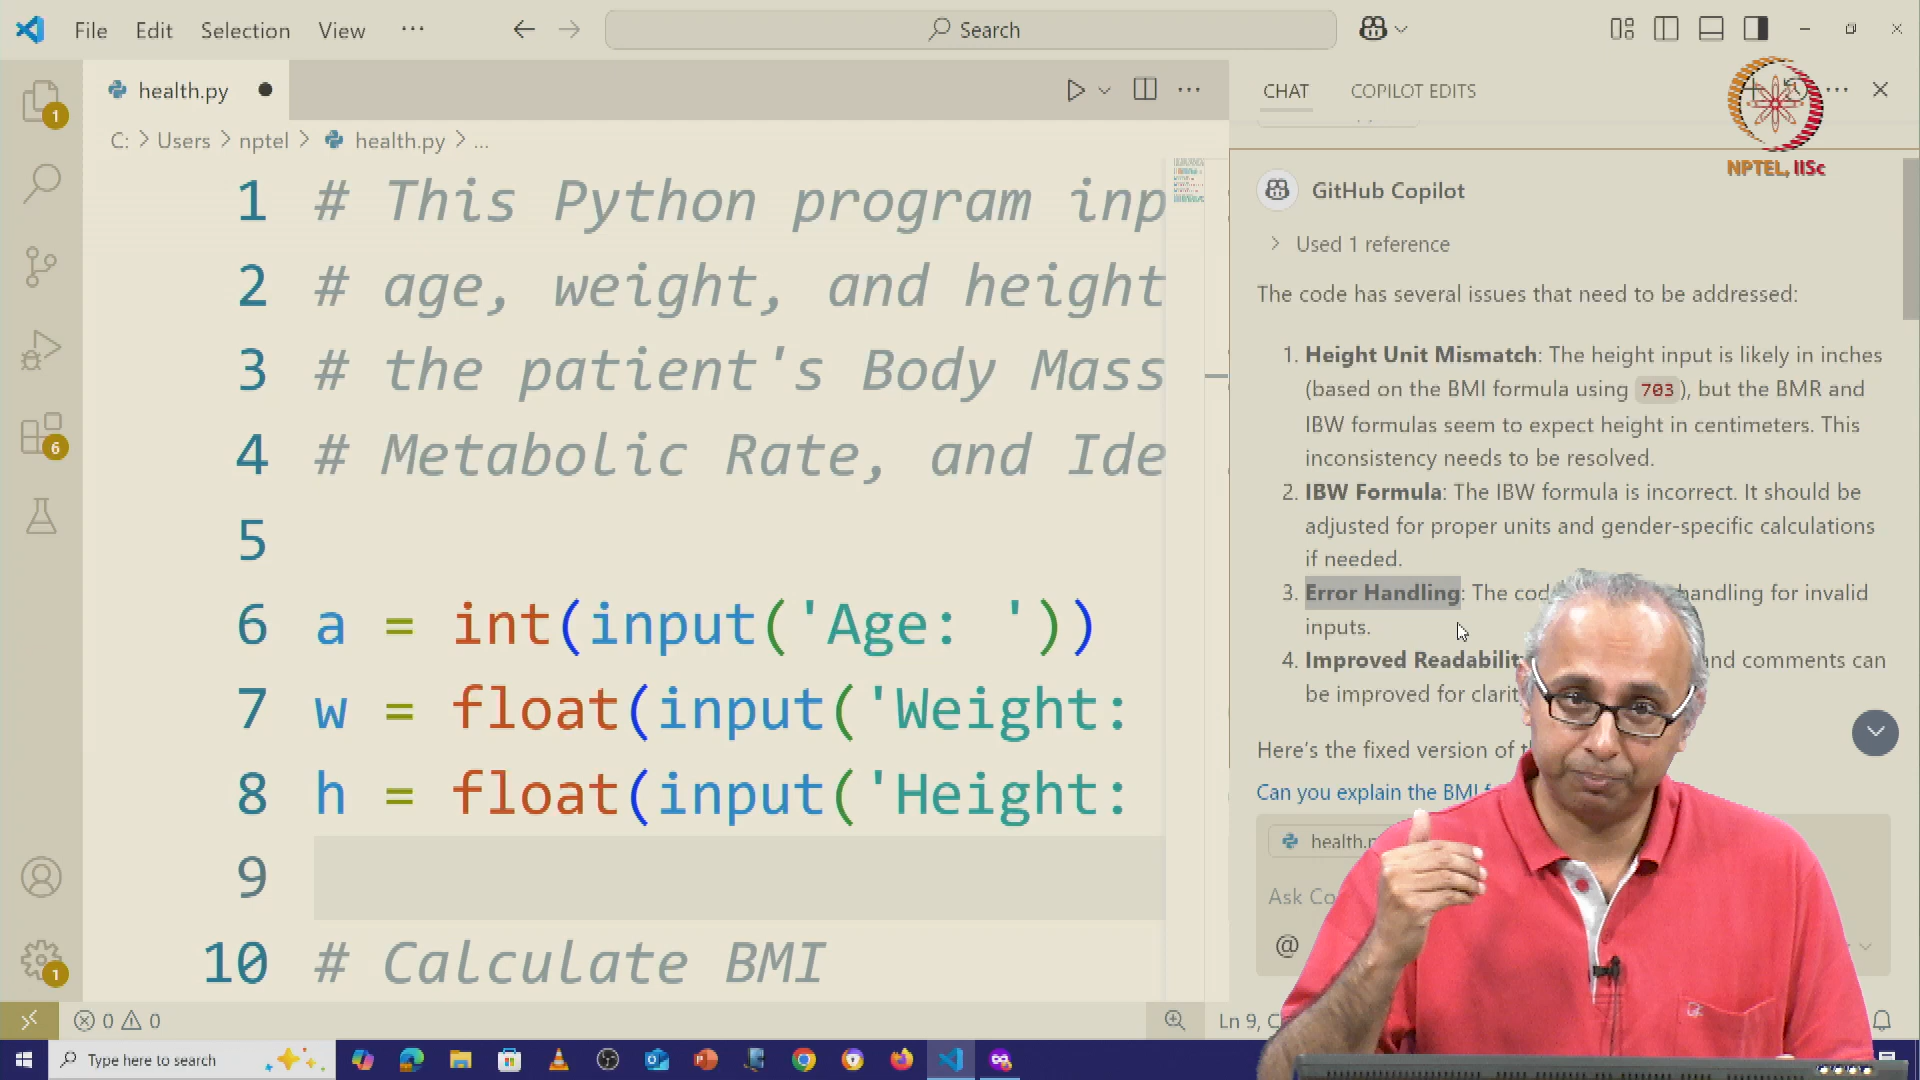 File Edit Selection View ... Search
health.py
CHAT COPILOT EDITS
NPTEL, IISc
C: > Users > nptel > health.py > ...
1 # This Python program inp
2 # age, weight, and height
3 # the patient's Body Mass
4 # Metabolic Rate, and Ide
5
6 a = int(input('Age: '))
7 w = float(input('Weight:
8 h = float(input('Height:
9
10 # Calculate BMI
GitHub Copilot
> Used 1 reference
The code has several issues that need to be addressed:
1. Height Unit Mismatch: The height input is likely in inches
(based on the BMI formula using 703), but the BMR and
IBW formulas seem to expect height in centimeters. This
inconsistency needs to be resolved.
2. IBW Formula: The IBW formula is incorrect. It should be
adjusted for proper units and gender-specific calculations
if needed.
3. Error Handling: The cod handling for invalid
inputs.
4. Improved Readabilit nd comments can
be improved for clarit
Here's the fixed version of
Can you explain the BMI
health.
Ask Co
@
1
6
1
0 0
Ln 9,
Type here to search